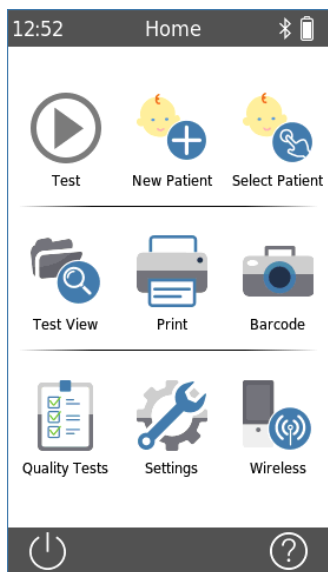 12:52 Home
Test New Patient Select Patient
Test View Print Barcode
Quality Tests Settings Wireless
?